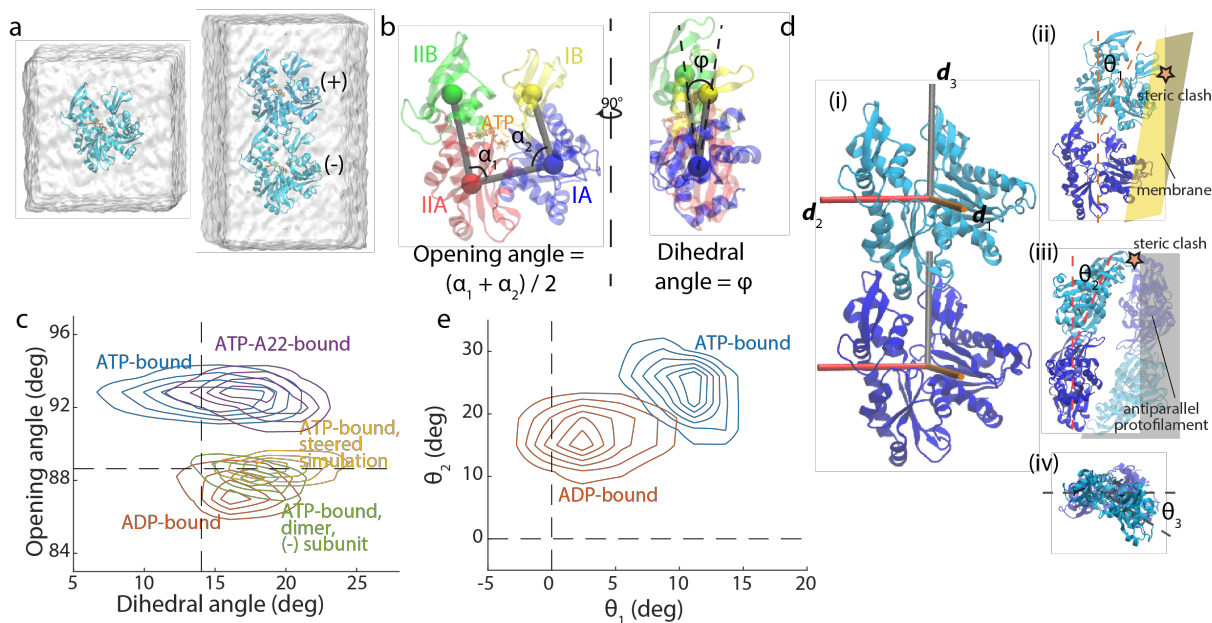 a
(+)
(-)
b
IIB
IB
ATP
α1
α2
IIA
IA
Opening angle =
(α1 + α2) / 2
90°
φ
Dihedral
angle = φ
c
96
92
88
84
Opening angle (deg)
ATP-bound
ATP-A22-bound
ATP-bound,
steered
simulation
ADP-bound
ATP-bound,
dimer,
(-) subunit
5
10
15
20
25
Dihedral angle (deg)
e
30
20
10
0
θ2 (deg)
ATP-bound
ADP-bound
-5
0
5
10
15
20
θ1 (deg)
d
(i)
d3
d2
d1
(ii)
θ1
steric clash
membrane
(iii)
steric clash
θ2
antiparallel
protofilament
(iv)
θ3